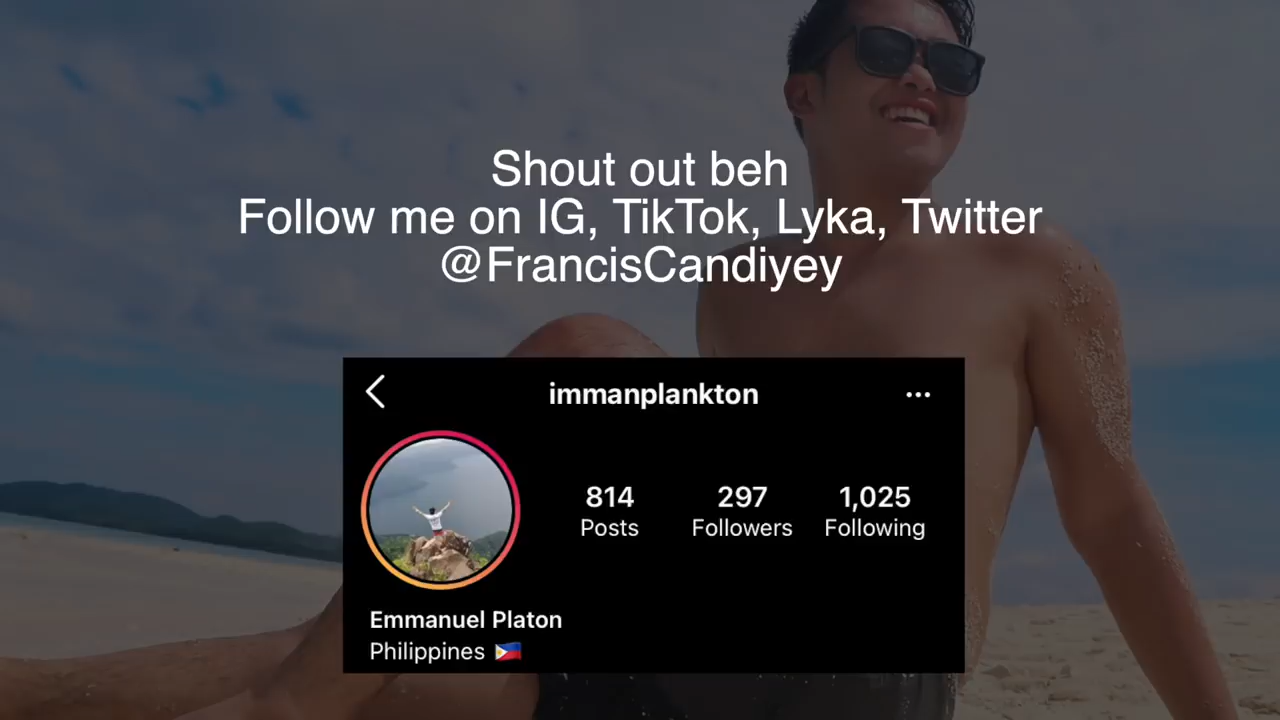 Shout out beh
Follow me on IG, TikTok, Lyka, Twitter
@FrancisCandiyey
immanplankton
814 297 1,025
Posts Followers Following
Emmanuel Platon
Philippines 🇵🇭